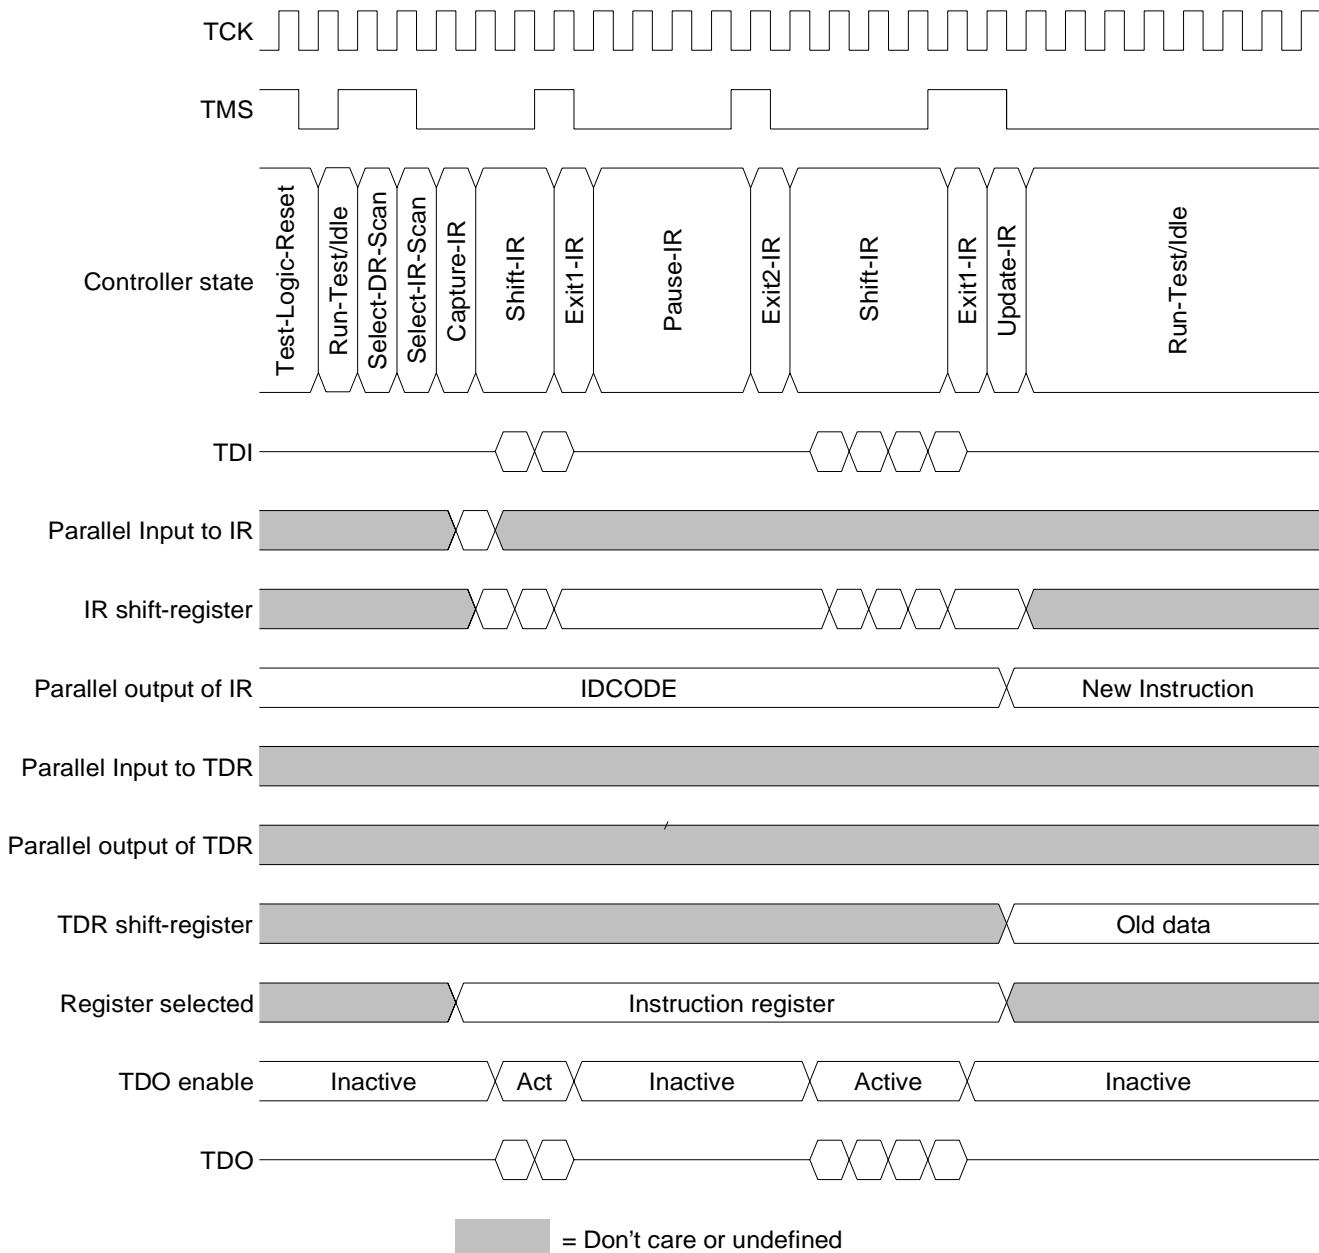 TCK
TMS
Controller state
Test-Logic-Reset
Run-Test/Idle
Select-DR-Scan
Select-IR-Scan
Capture-IR
Shift-IR
Exit1-IR
Pause-IR
Exit2-IR
Shift-IR
Exit1-IR
Update-IR
Run-Test/Idle
TDI
Parallel Input to IR
IR shift-register
Parallel output of IR IDCODE New Instruction
Parallel Input to TDR
Parallel output of TDR
TDR shift-register Old data
Register selected Instruction register
TDO enable Inactive Act Inactive Active Inactive
TDO
= Don't care or undefined